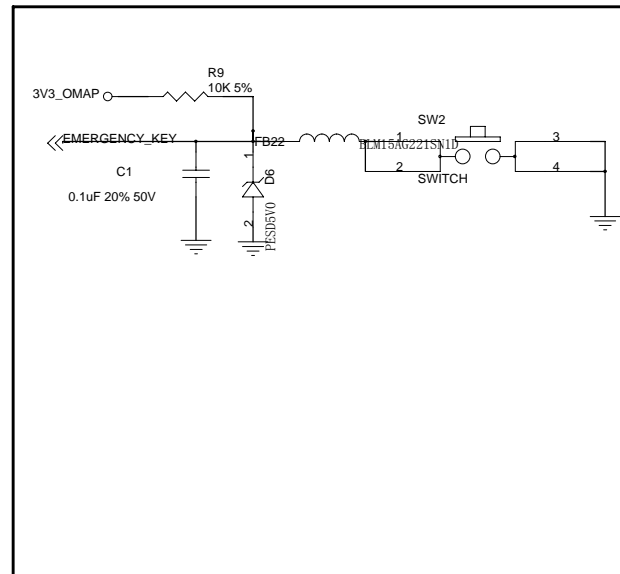 R9
10K 5%
3V3_OMAP
SW2
EMERGENCY_KEY
FB22
BLM15AG221SN1D
1
3
2
4
C1
SWITCH
0.1uF 20% 50V
1
D6
2
PESD5V0